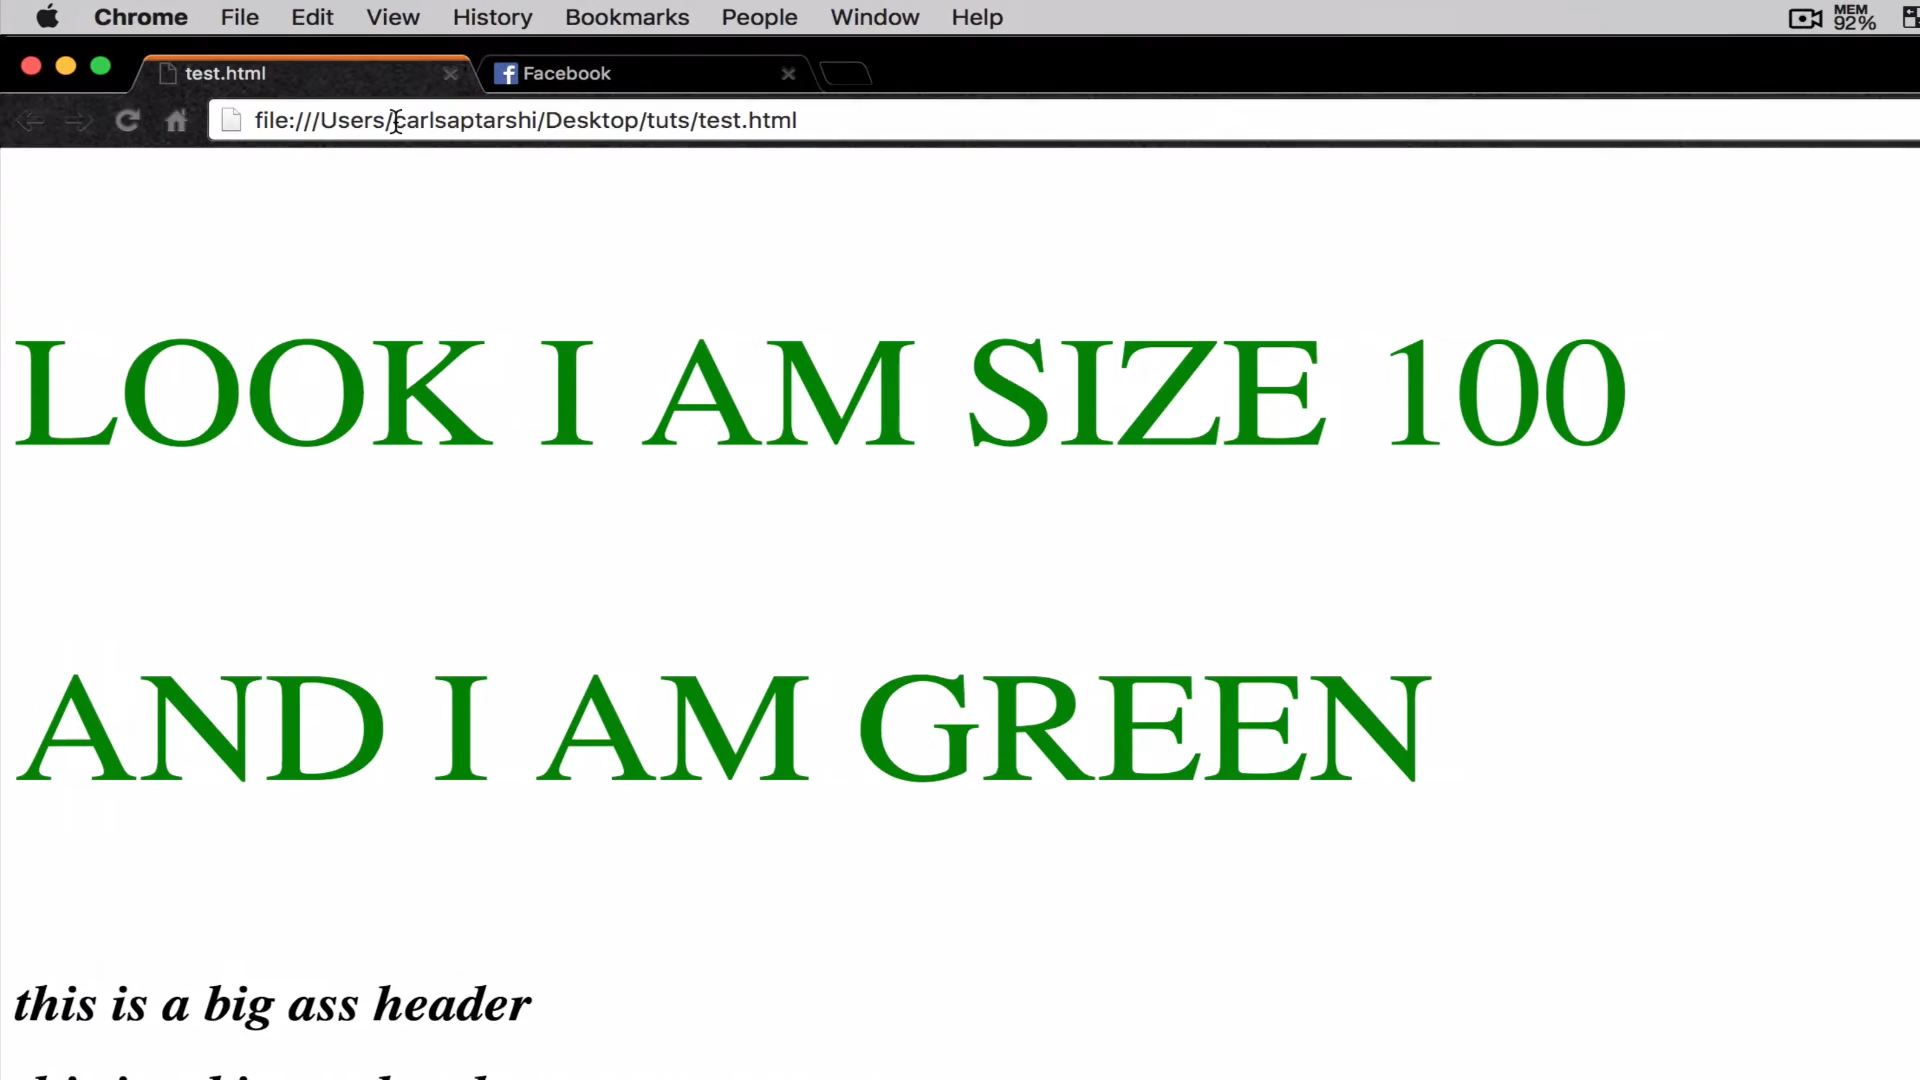 Chrome File Edit View History Bookmarks People Window Help
MEM
92%
test.html
Facebook
file:///Users/carlsaptarshi/Desktop/tuts/test.html
LOOK I AM SIZE 100
AND I AM GREEN
this is a big ass header